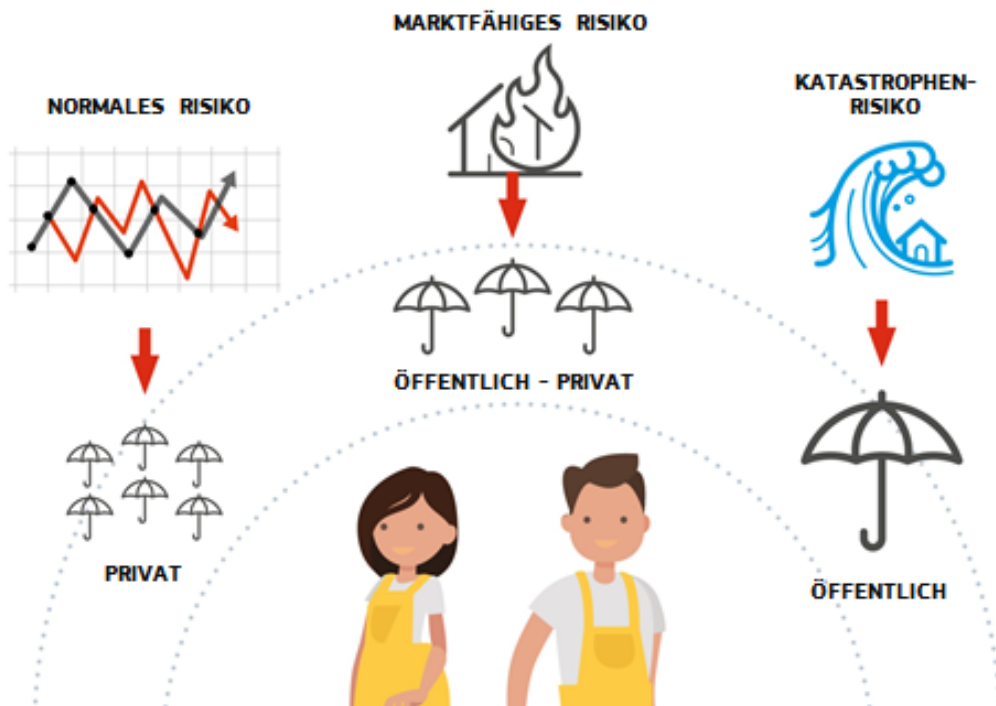 MARKTFÄHIGES RISIKO
NORMALES RISIKO
KATASTROPHEN-
RISIKO
ÖFFENTLICH - PRIVAT
PRIVAT
ÖFFENTLICH